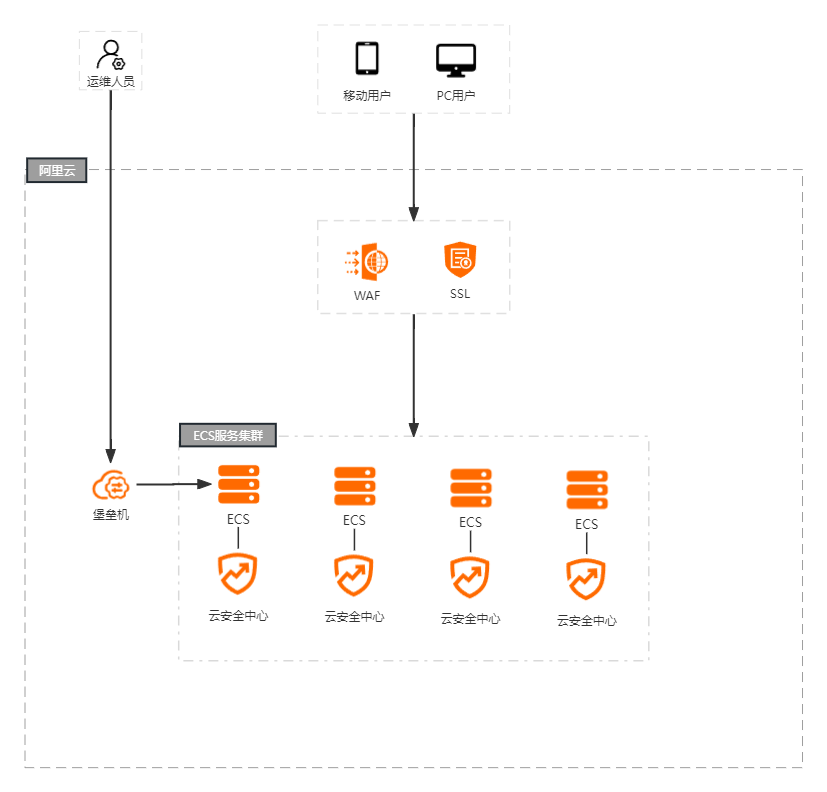 运维人员
移动用户
PC用户
阿里云
WAF
SSL
ECS服务集群
堡垒机
ECS
ECS
ECS
ECS
云安全中心
云安全中心
云安全中心
云安全中心